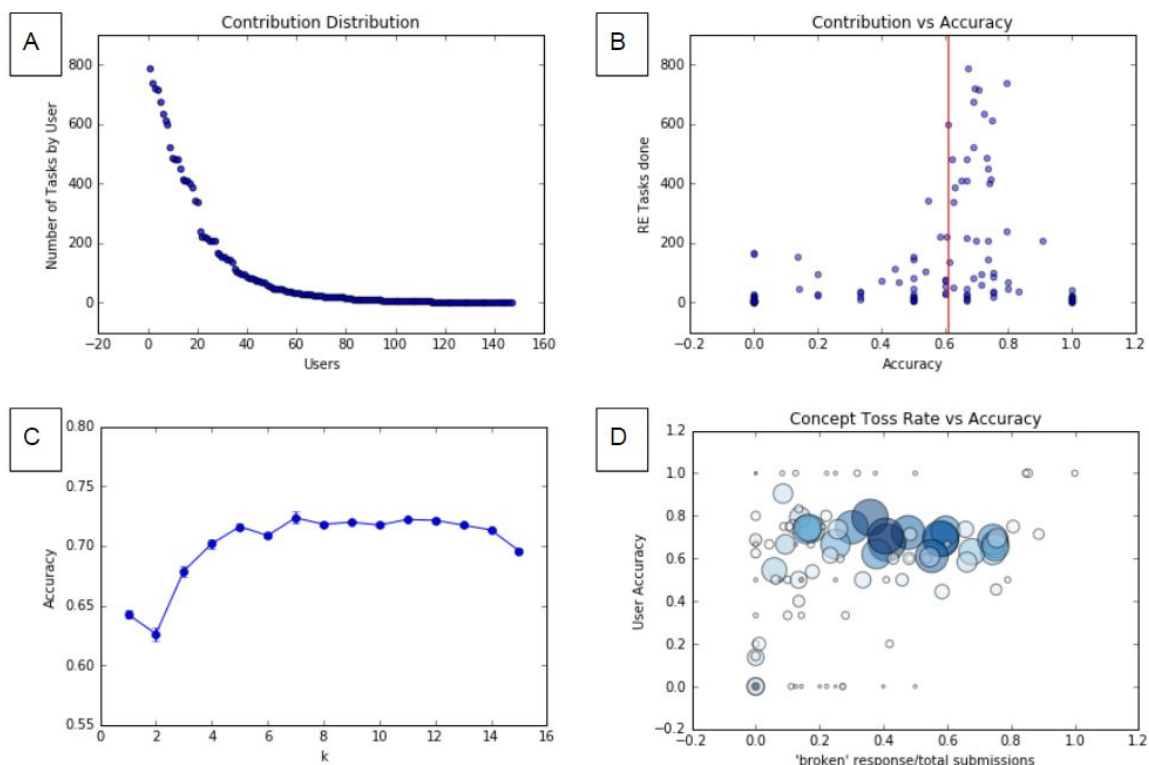 A
Contribution Distribution
Number of Tasks by User
800
600
400
200
0
−20 0 20 40 60 80 100 120 140 160
Users
B
Contribution vs Accuracy
RE Tasks done
800
600
400
200
0
−0.2 0.0 0.2 0.4 0.6 0.8 1.0 1.2
Accuracy
C
Accuracy
0.80
0.75
0.70
0.65
0.60
0.55
0 2 4 6 8 10 12 14 16
k
D
Concept Toss Rate vs Accuracy
User Accuracy
1.2
1.0
0.8
0.6
0.4
0.2
0.0
−0.2
−0.2 0.0 0.2 0.4 0.6 0.8 1.0 1.2
'broken' response/total submissions